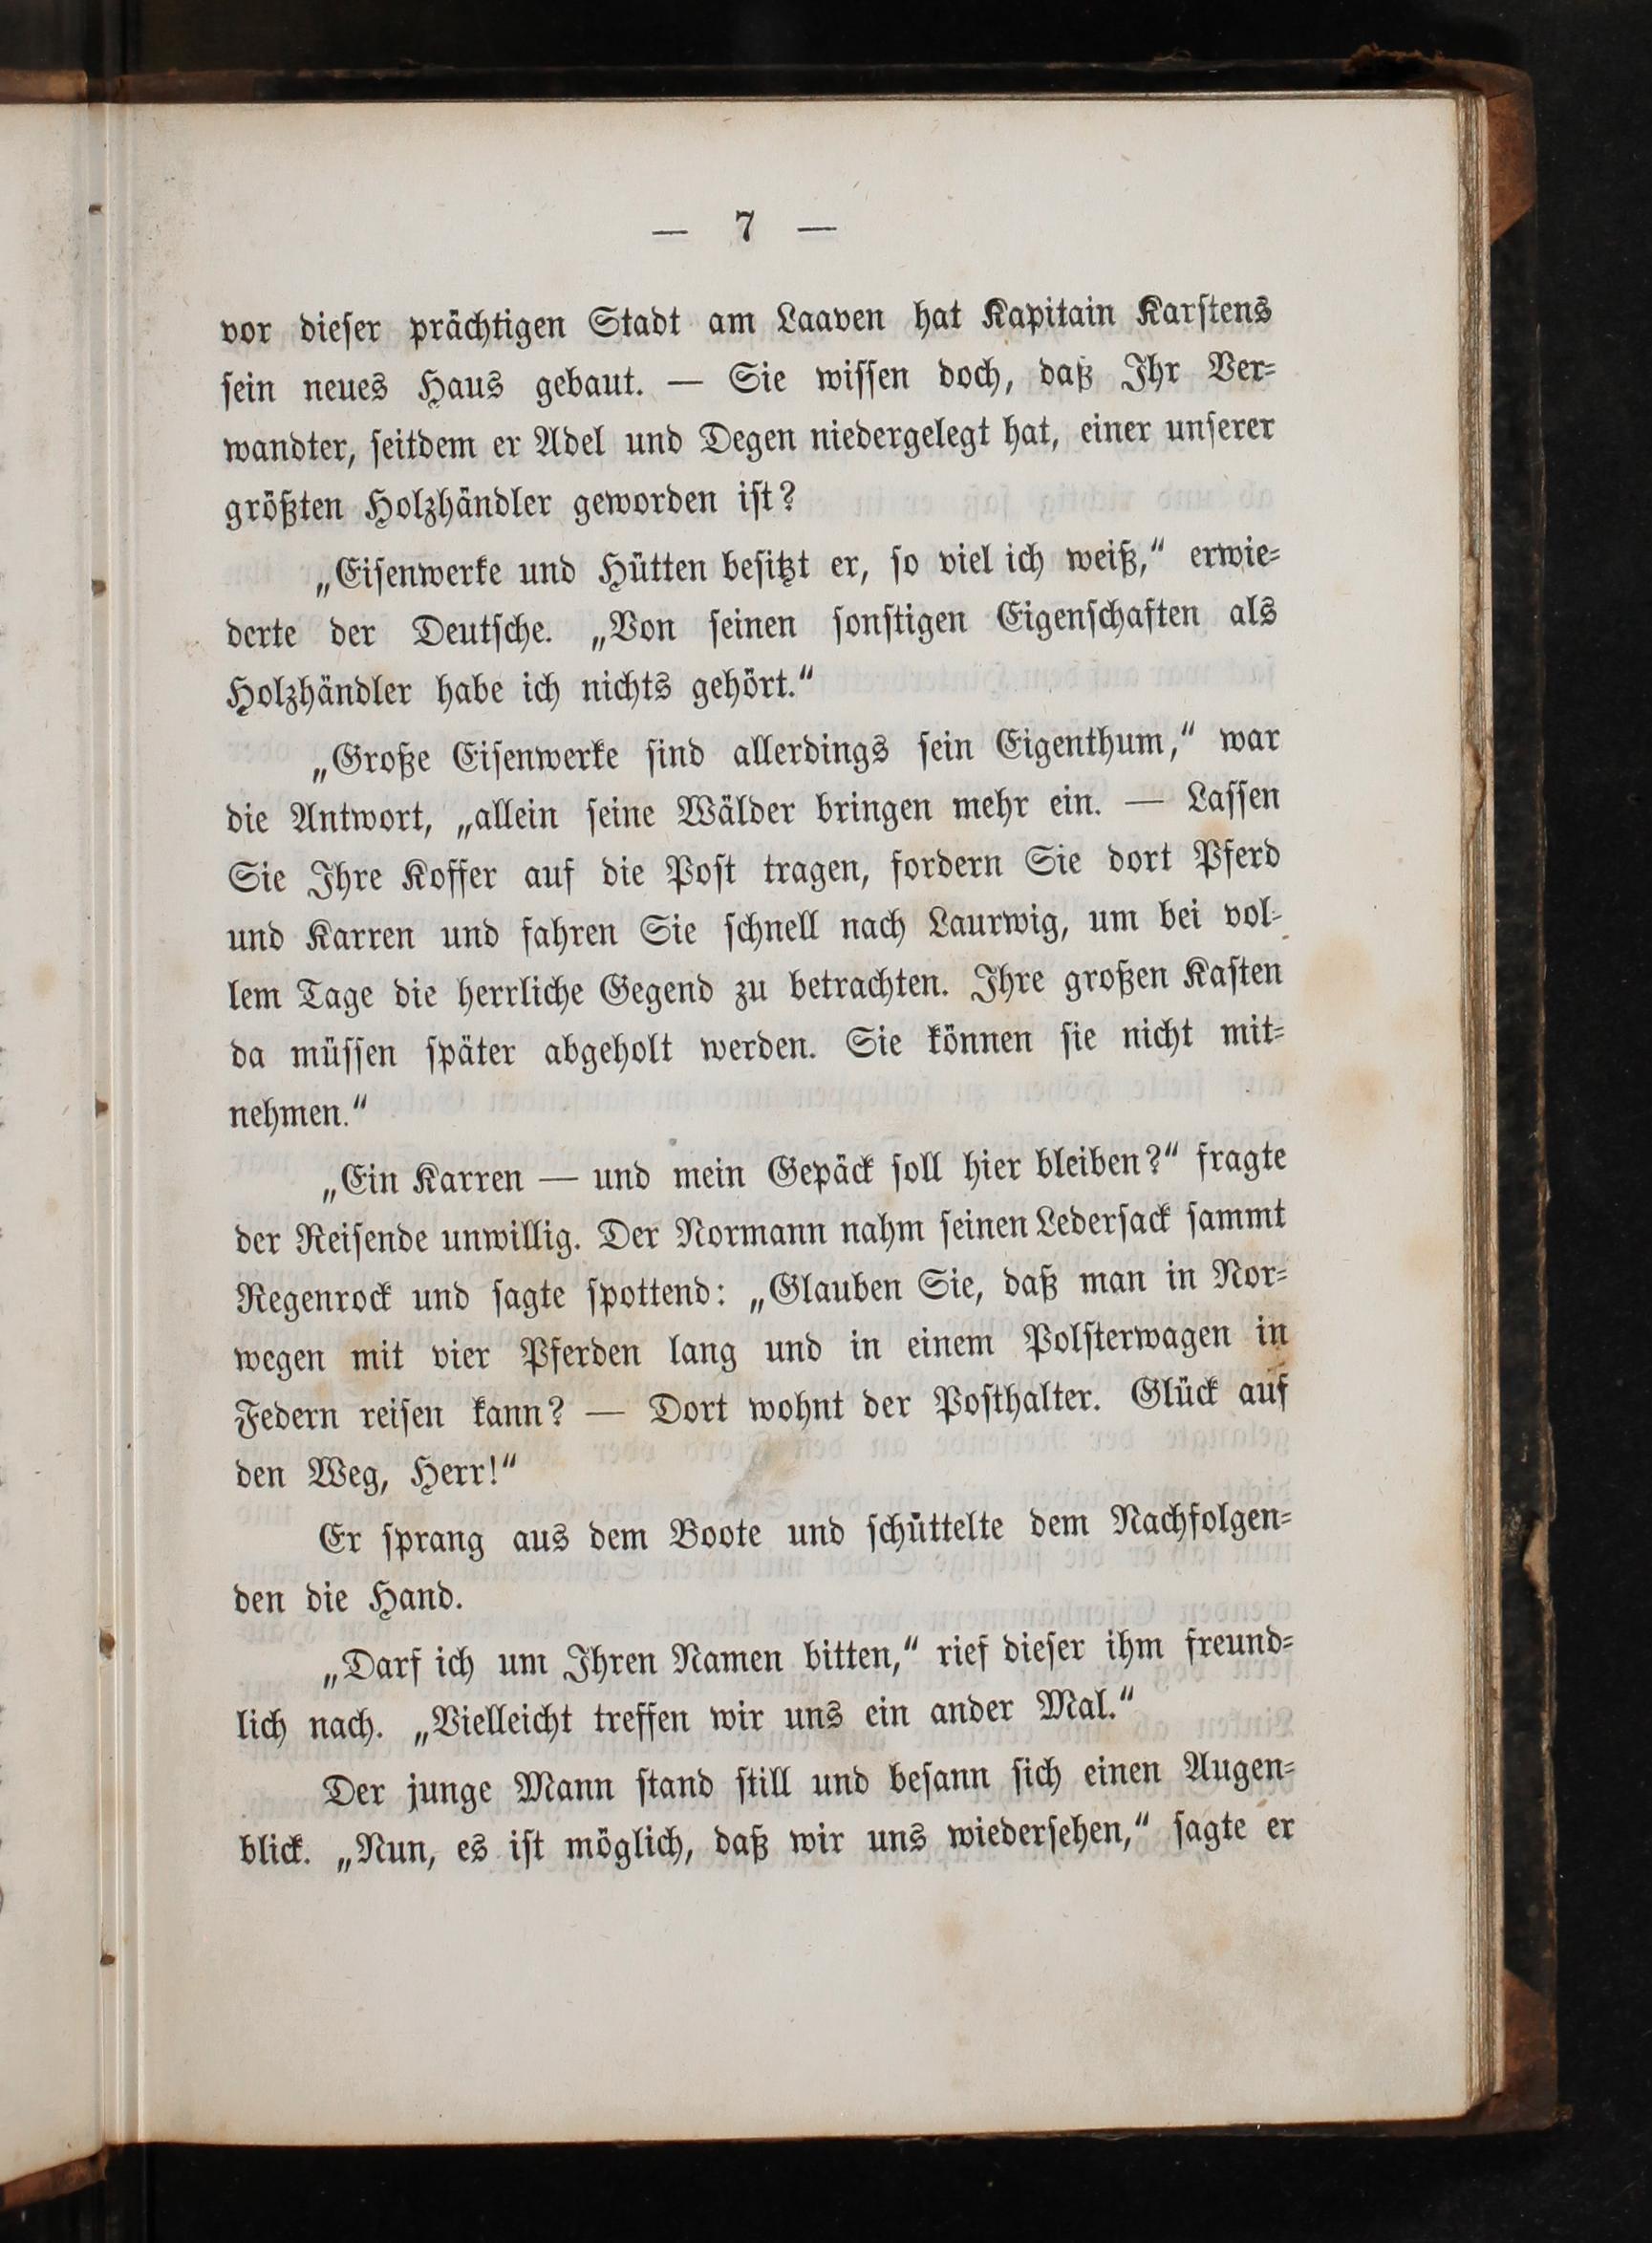 — 7 —
vor dieſer prächtigen Stadt am Laaven hat Kapitain Karſtens
ſein neues Haus gebaut. — Sie wiſſen doch, daß Ihr Ver⸗
wandter, ſeitdem er Adel und Degen niedergelegt hat, einer unſerer
größten Holzhändler geworden iſt?
„Eiſenwerke und Hütten beſitzt er, ſo viel ich weiß,“ erwie⸗
derte der Deutſche. „Von ſeinen ſonſtigen Eigenſchaften als
Holzhändler habe ich nichts gehört.“
„Große Eiſenwerke ſind allerdings ſein Eigenthum,“ war
die Antwort, „allein ſeine Wälder bringen mehr ein. — Laſſen
Sie Ihre Koffer auf die Poſt tragen, fordern Sie dort Pferd
und Karren und fahren Sie ſchnell nach Laurwig, um bei vol⸗
lem Tage die herrliche Gegend zu betrachten. Ihre großen Kaſten
da müſſen ſpäter abgeholt werden. Sie können ſie nicht mit⸗
nehmen.“
„Ein Karren — und mein Gepäck ſoll hier bleiben?“ fragte
der Reiſende unwillig. Der Normann nahm ſeinen Lederſack ſammt
Regenrock und ſagte ſpottend: „Glauben Sie, daß man in Nor⸗
wegen mit vier Pferden lang und in einem Polſterwagen in
Federn reiſen kann? — Dort wohnt der Poſthalter. Glück auf
den Weg, Herr!“
Er ſprang aus dem Boote und ſchüttelte dem Nachfolgen⸗
den die Hand.
„Darf ich um Ihren Namen bitten,“ rief dieſer ihm freund⸗
lich nach. „Vielleicht treffen wir uns ein ander Mal.“
Der junge Mann ſtand ſtill und beſann ſich einen Augen⸗
blick. „Nun, es iſt möglich, daß wir uns wiederſehen,“ ſagte er